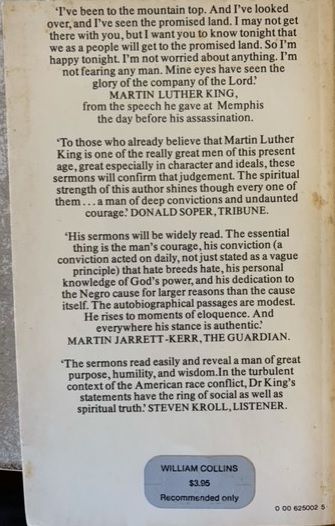 'I've been to the mountain top. And I've looked
over, and I've seen the promised land. I may not get
there with you, but I want you to know tonight that
we as a people will get to the promised land. So I'm
happy tonight. I'm not worried about anything. I'm
not fearing any man. Mine eyes have seen the
glory of the company of the Lord.'
MARTIN LUTHER KING,
from the speech he gave at Memphis
the day before his assassination.
'To those who already believe that Martin Luther
King is one of the really great men of this present
age, great especially in character and ideals, these
sermons will confirm that judgement. The spiritual
strength of this author shines though every one of
them . . . a man of deep convictions and undaunted
courage.' DONALD SOPER, TRIBUNE.
'His sermons will be widely read. The essential
thing is the man's courage, his conviction (a
conviction acted on daily, not just stated as a vague
principle) that hate breeds hate, his personal
knowledge of God's power, and his dedication to
the Negro cause for larger reasons than the cause
itself. The autobiographical passages are modest.
He rises to moments of eloquence. And
everywhere his stance is authentic.'
MARTIN JARRETT-KERR, THE GUARDIAN.
'The sermons read easily and reveal a man of great
purpose, humility, and wisdom.In the turbulent
context of the American race conflict, Dr King's
statements have the ring of social as well as
spiritual truth.' STEVEN KROLL, LISTENER.
WILLIAM COLLINS
$3.95
Recommended only
0 00 625002 5